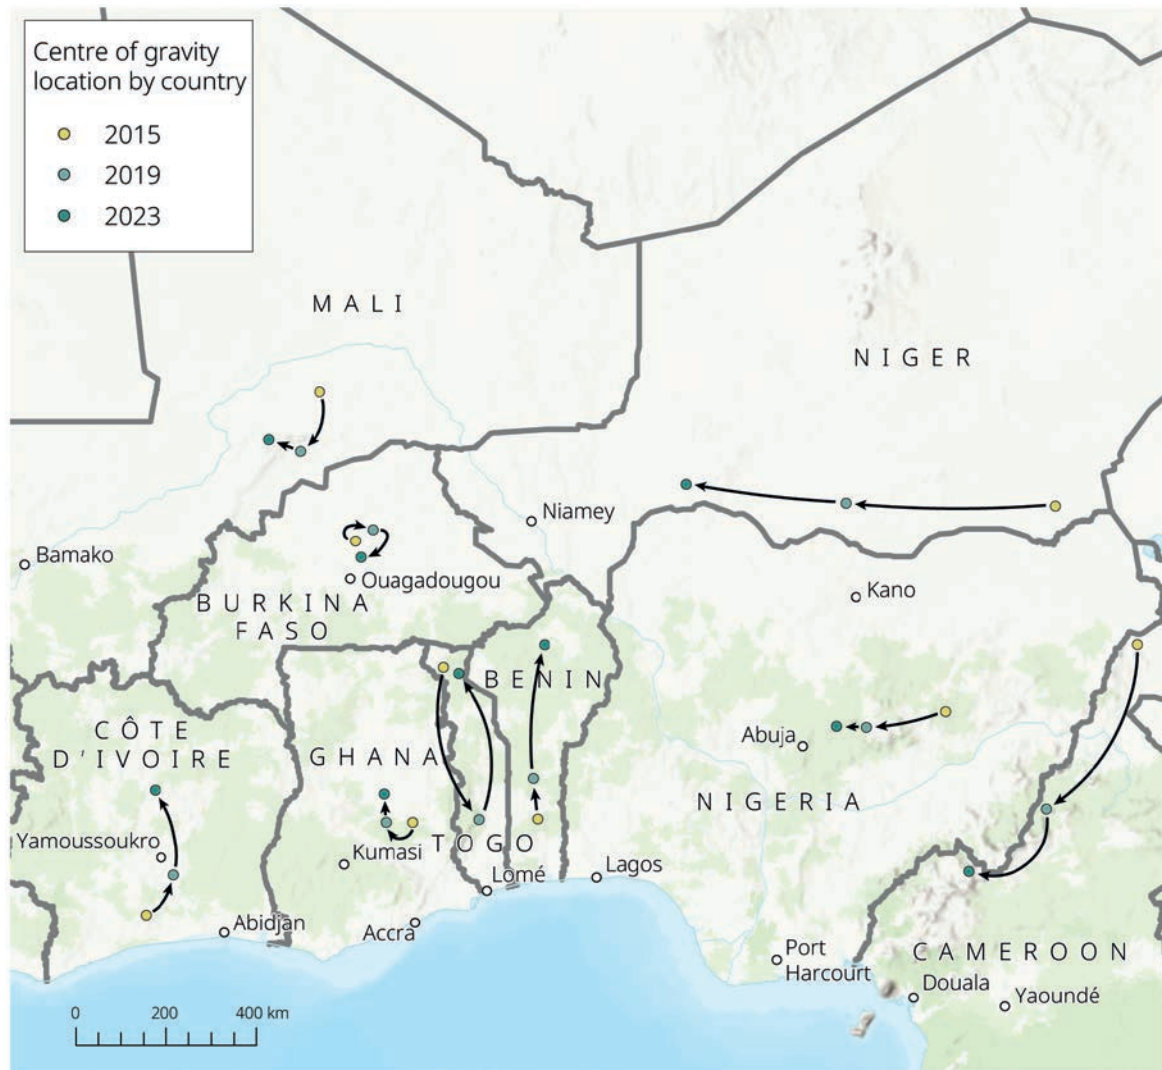 Centre of gravity
location by country
2015
2019
2023
MALI
NIGER
Niamey
Bamako
Ouagadougou
Kano
BURKINA
FASO
BENIN
CÔTE
D'IVOIRE
GHANA
Abuja
NIGERIA
Yamoussoukro
TOGO
Kumasi
Lomé
Lagos
Abidjan
Accra
CAMEROON
Port
Harcourt
Douala
Yaoundé
0 200 400 km